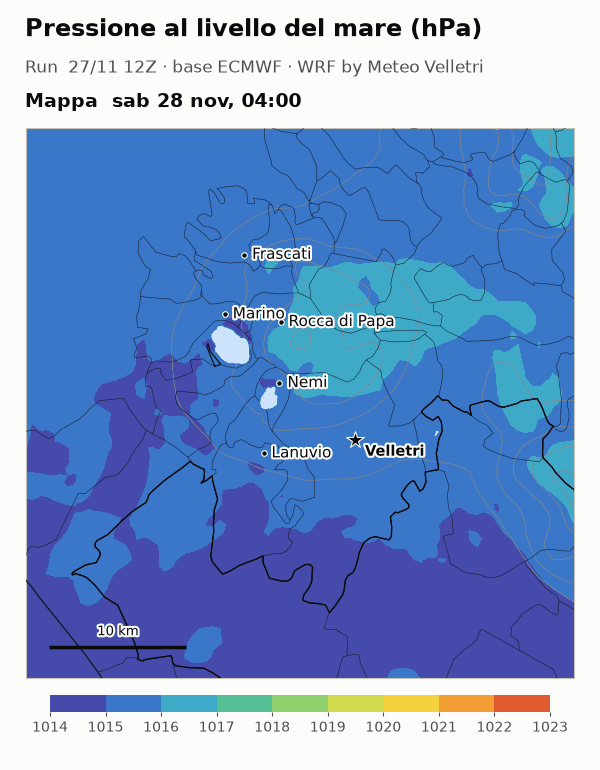 Pressione al livello del mare (hPa)
Run  27/11 12Z · base ECMWF · WRF by Meteo Velletri
Mappa  sab 28 nov, 04:00
Frascati
Marino
Rocca di Papa
Nemi
Velletri
Lanuvio
10 km
1014 1015 1016 1017 1018 1019 1020 1021 1022 1023